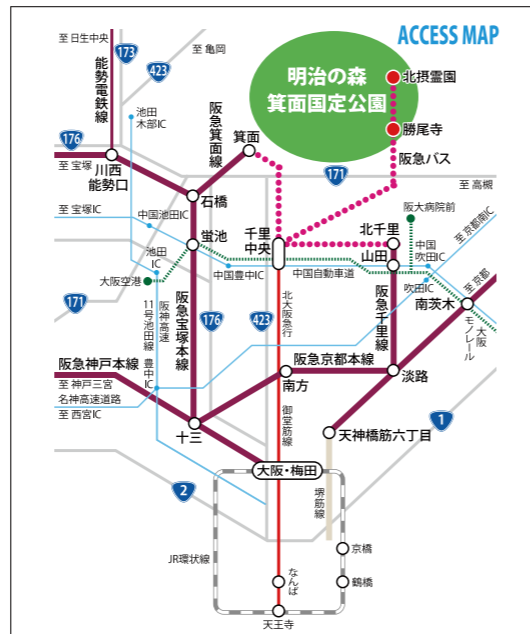 ACCESS MAP
至 日生中央
173
至 亀岡
能勢電鉄線
423
明治の森
箕面国定公園
北摂霊園
池田
木部IC
阪急箕面線
箕面
勝尾寺
176
阪急バス
171
至 宝塚
川西
能勢口
石橋
至 高槻
至 宝塚IC
中国池田IC
阪大病院前
至 京都南IC
蛍池
千里
中央
北千里
池田
IC
山田
中国
吹田IC
大阪空港
中国豊中IC
中国自動車道
吹田IC
至 京都
171
阪神高速
11号池田線
阪急宝塚本線
176
北大阪急行
423
阪急千里線
南茨木
大阪
モノレール
阪急神戸本線
豊中IC
阪急京都本線
至 神戸三宮
南方
淡路
名神高速道路
至 西宮IC
十三
御堂筋線
天神橋筋六丁目
1
大阪・梅田
2
堺筋線
JR環状線
京橋
なんば
鶴橋
天王寺